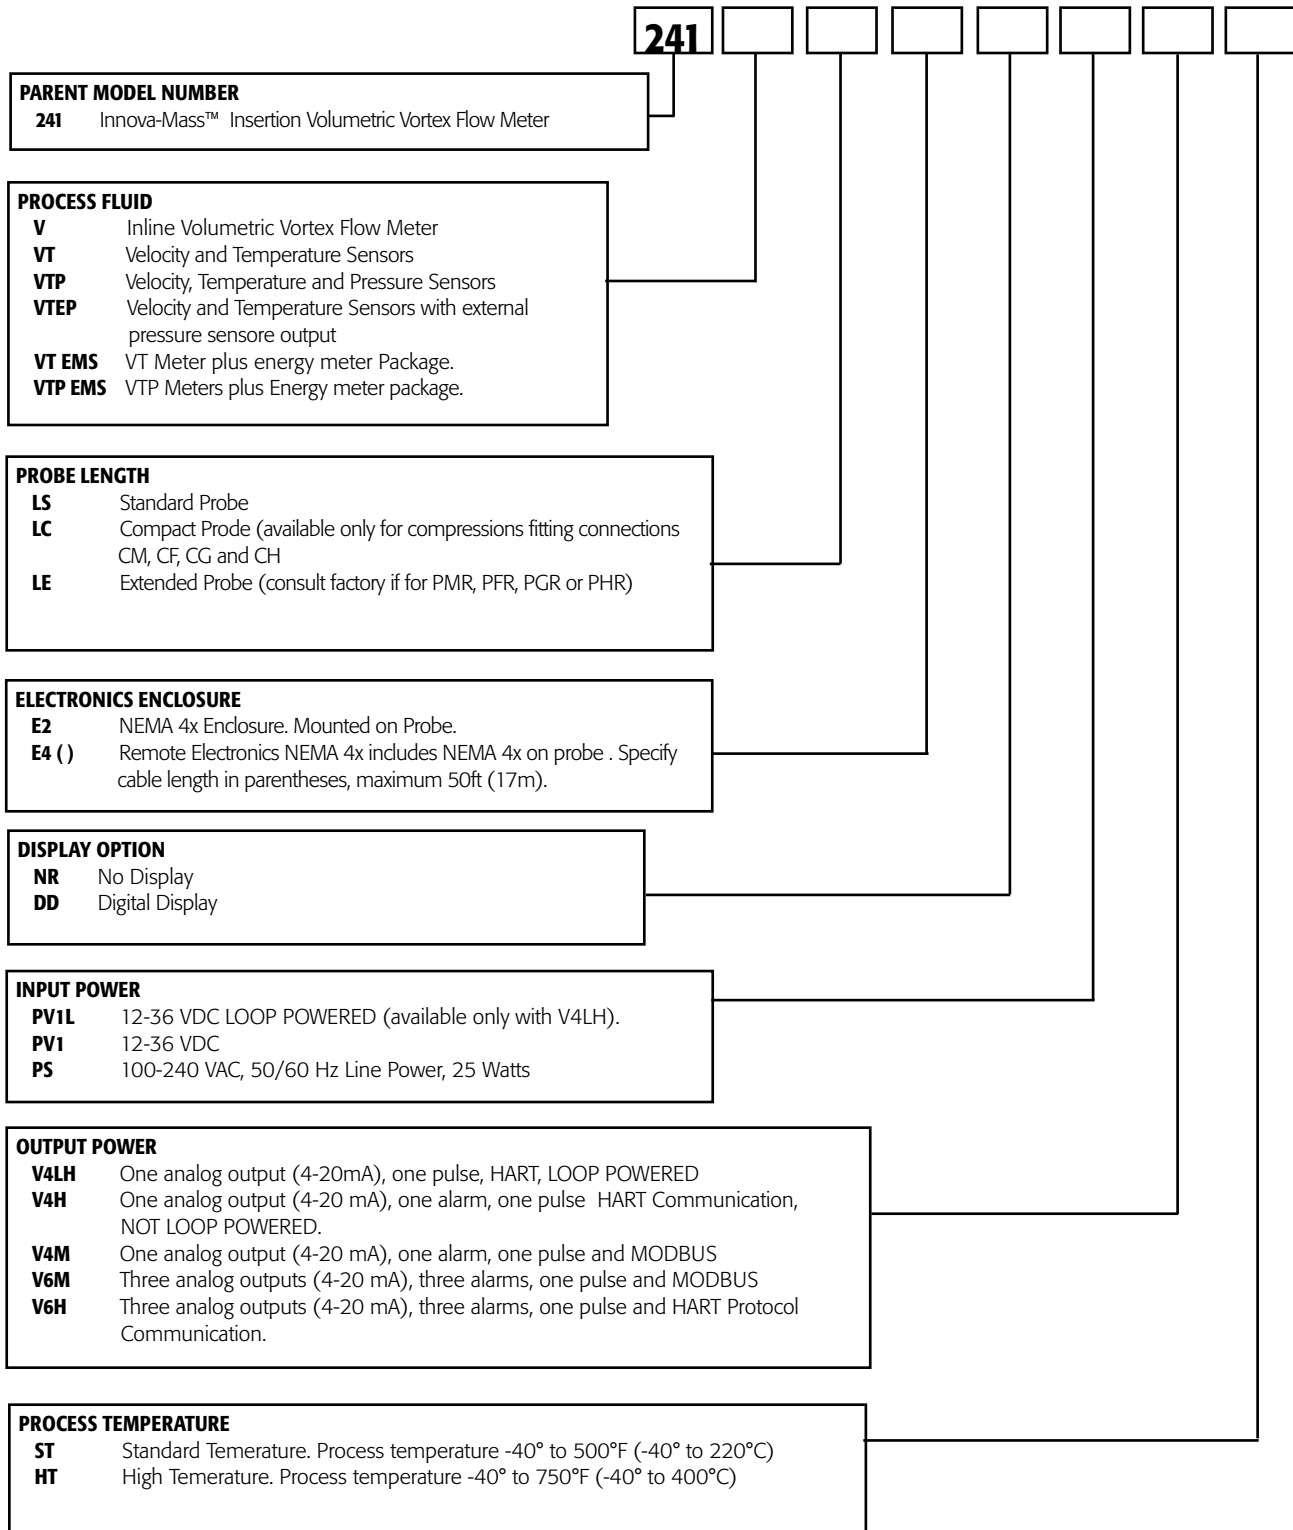 241
PARENT MODEL NUMBER
241 Innova-Mass™ Insertion Volumetric Vortex Flow Meter
PROCESS FLUID
V Inline Volumetric Vortex Flow Meter
VT Velocity and Temperature Sensors
VTP Velocity, Temperature and Pressure Sensors
VTEP Velocity and Temperature Sensors with external
pressure sensore output
VT EMS VT Meter plus energy meter Package.
VTP EMS VTP Meters plus Energy meter package.
PROBE LENGTH
LS Standard Probe
LC Compact Prode (available only for compressions fitting connections
CM, CF, CG and CH
LE Extended Probe (consult factory if for PMR, PFR, PGR or PHR)
ELECTRONICS ENCLOSURE
E2 NEMA 4x Enclosure. Mounted on Probe.
E4 ( ) Remote Electronics NEMA 4x includes NEMA 4x on probe . Specify
cable length in parentheses, maximum 50ft (17m).
DISPLAY OPTION
NR No Display
DD Digital Display
INPUT POWER
PV1L 12-36 VDC LOOP POWERED (available only with V4LH).
PV1 12-36 VDC
PS 100-240 VAC, 50/60 Hz Line Power, 25 Watts
OUTPUT POWER
V4LH One analog output (4-20mA), one pulse, HART, LOOP POWERED
V4H One analog output (4-20 mA), one alarm, one pulse HART Communication,
NOT LOOP POWERED.
V4M One analog output (4-20 mA), one alarm, one pulse and MODBUS
V6M Three analog outputs (4-20 mA), three alarms, one pulse and MODBUS
V6H Three analog outputs (4-20 mA), three alarms, one pulse and HART Protocol
Communication.
PROCESS TEMPERATURE
ST Standard Temerature. Process temperature -40° to 500°F (-40° to 220°C)
HT High Temerature. Process temperature -40° to 750°F (-40° to 400°C)